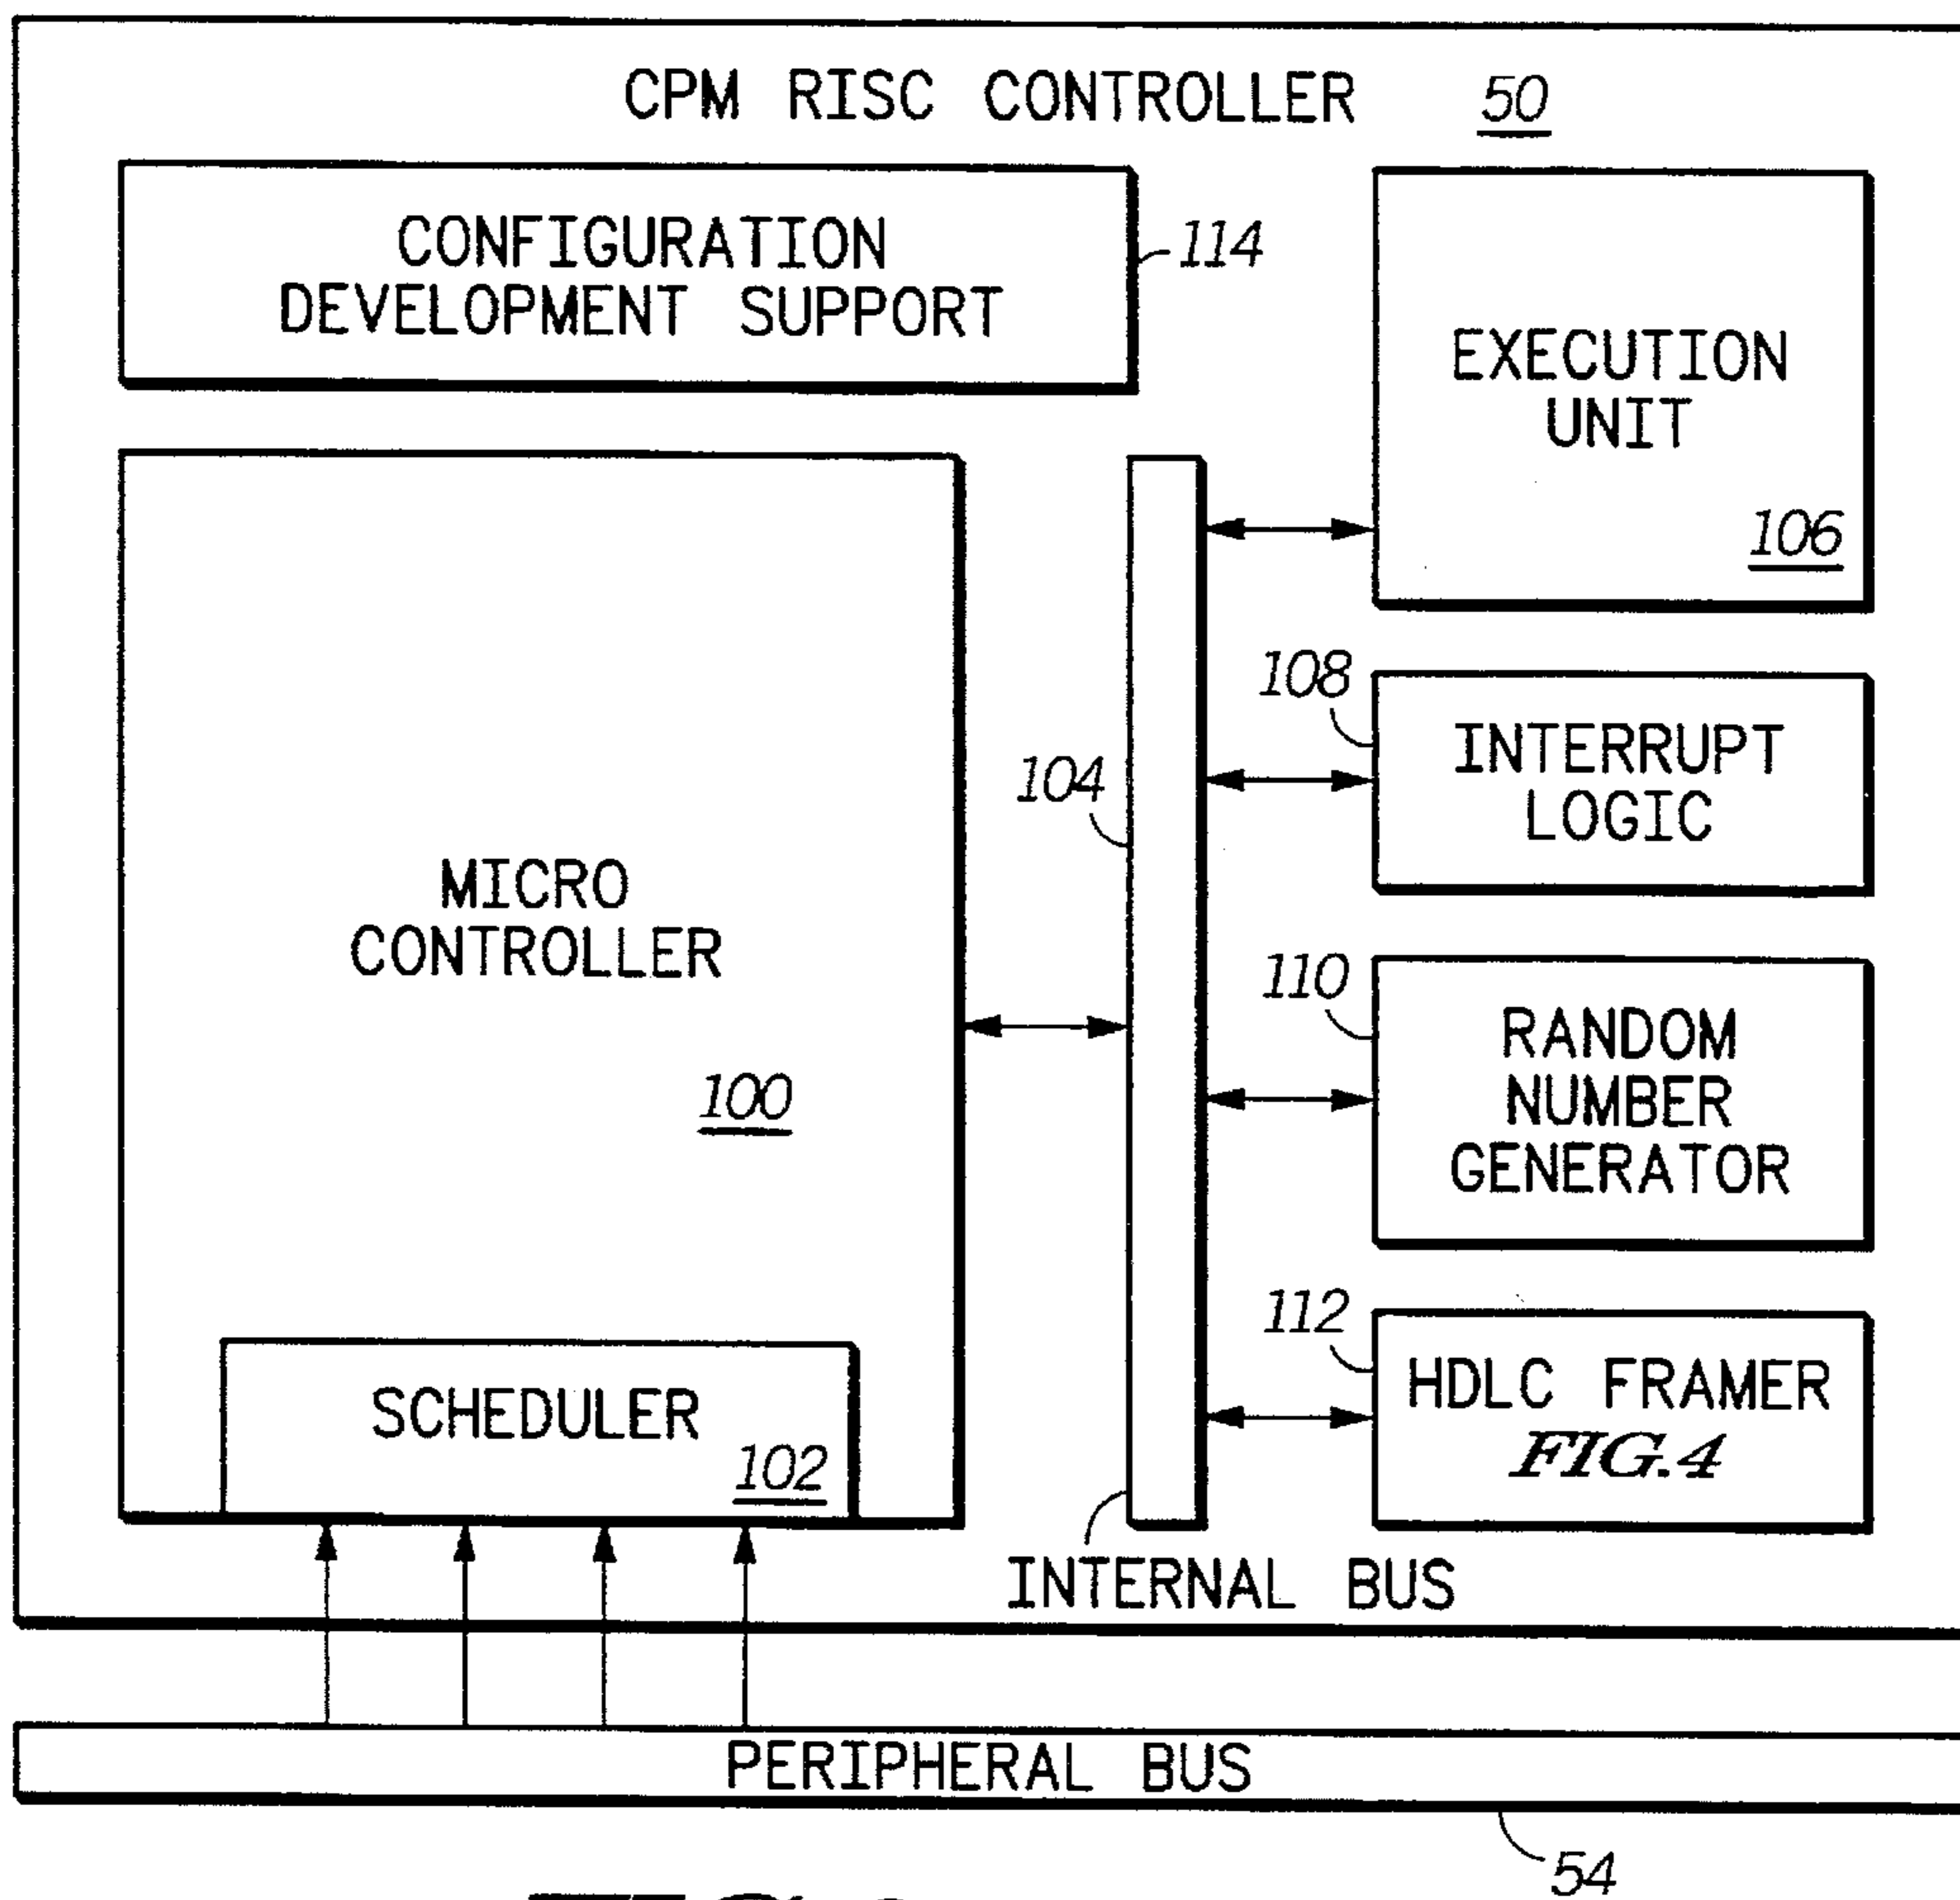 CPM RISC CONTROLLER 50
CONFIGURATION
DEVELOPMENT SUPPORT
114
EXECUTION
UNIT
106
MICRO
CONTROLLER
100
SCHEDULER
102
104
INTERNAL BUS
108
INTERRUPT
LOGIC
110
RANDOM
NUMBER
GENERATOR
112
HDLC FRAMER
FIG.4
PERIPHERAL BUS
54